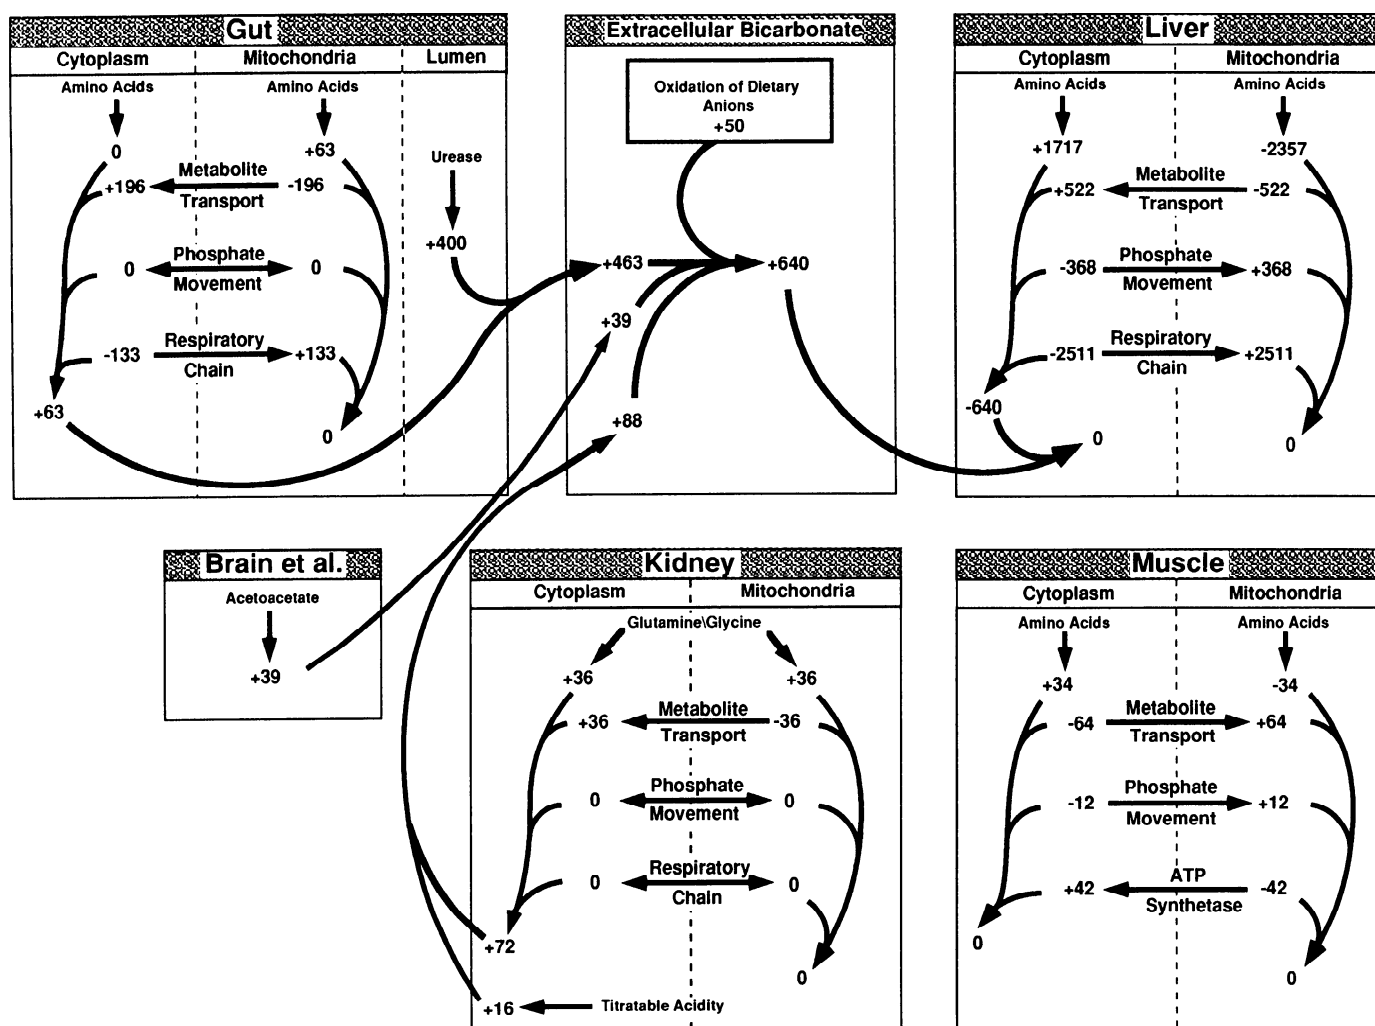 Gut
Cytoplasm Mitochondria Lumen
Amino Acids Amino Acids
0 +63
Urease
+196 Metabolite Transport -196
+400
0 Phosphate Movement 0
-133 Respiratory Chain +133
+63
0
Extracellular Bicarbonate
Oxidation of Dietary
Anions
+50
+463 +640
+39
+88
Liver
Cytoplasm Mitochondria
Amino Acids Amino Acids
+1717 -2357
+522 Metabolite Transport -522
-368 Phosphate Movement +368
-2511 Respiratory Chain +2511
-640
0 0
Brain et al.
Acetoacetate
+39
Kidney
Cytoplasm Mitochondria
Glutamine\Glycine
+36 +36
+36 Metabolite Transport -36
0 Phosphate Movement 0
0 Respiratory Chain 0
+72
0
+16 Titratable Acidity
Muscle
Cytoplasm Mitochondria
Amino Acids Amino Acids
+34 -34
-64 Metabolite Transport +64
-12 Phosphate Movement +12
+42 ATP Synthetase -42
0
0